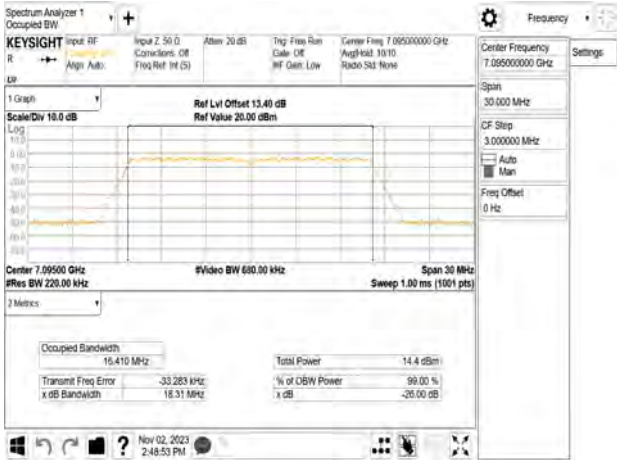 Spectrum Analyzer 1
Occupied BW
Frequency
KEYSIGHT Input: RF
R
Align: Auto
Input Z: 50 Ω
Corrections: Off
Freq Ref: Int (S)
Atten: 20 dB
Trig: Free Run
Gate: Off
#IF Gain: Low
Center Freq: 7.095000000 GHz
Avg|Hold: 10/10
Radio Std: None
Center Frequency
7.095000000 GHz
Settings
Span
30.000 MHz
CF Step
3.000000 MHz
Auto
Man
Freq Offset
0 Hz
1 Graph
Scale/Div 10.0 dB
Ref Lvl Offset 13.40 dB
Ref Value 20.00 dBm
Log
10.0
0.00
Center 7.09500 GHz
#Res BW 220.00 kHz
#Video BW 680.00 kHz
Span 30 MHz
Sweep 1.00 ms (1001 pts)
2 Metrics
Occupied Bandwidth
16.410 MHz
Total Power 14.4 dBm
Transmit Freq Error -33.283 kHz
% of OBW Power 99.00 %
x dB Bandwidth 18.31 MHz
x dB -26.00 dB
Nov 02, 2023
2:48:53 PM